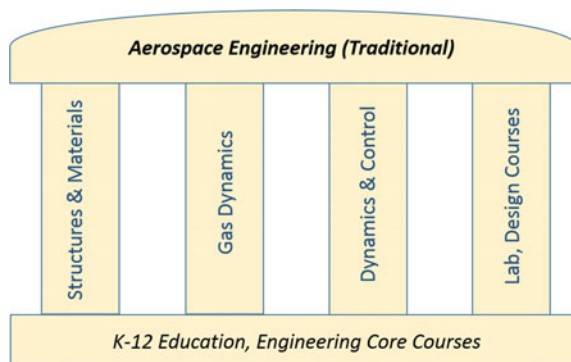 Aerospace Engineering (Traditional)
Structures & Materials
Gas Dynamics
Dynamics & Control
Lab, Design Courses
K-12 Education, Engineering Core Courses